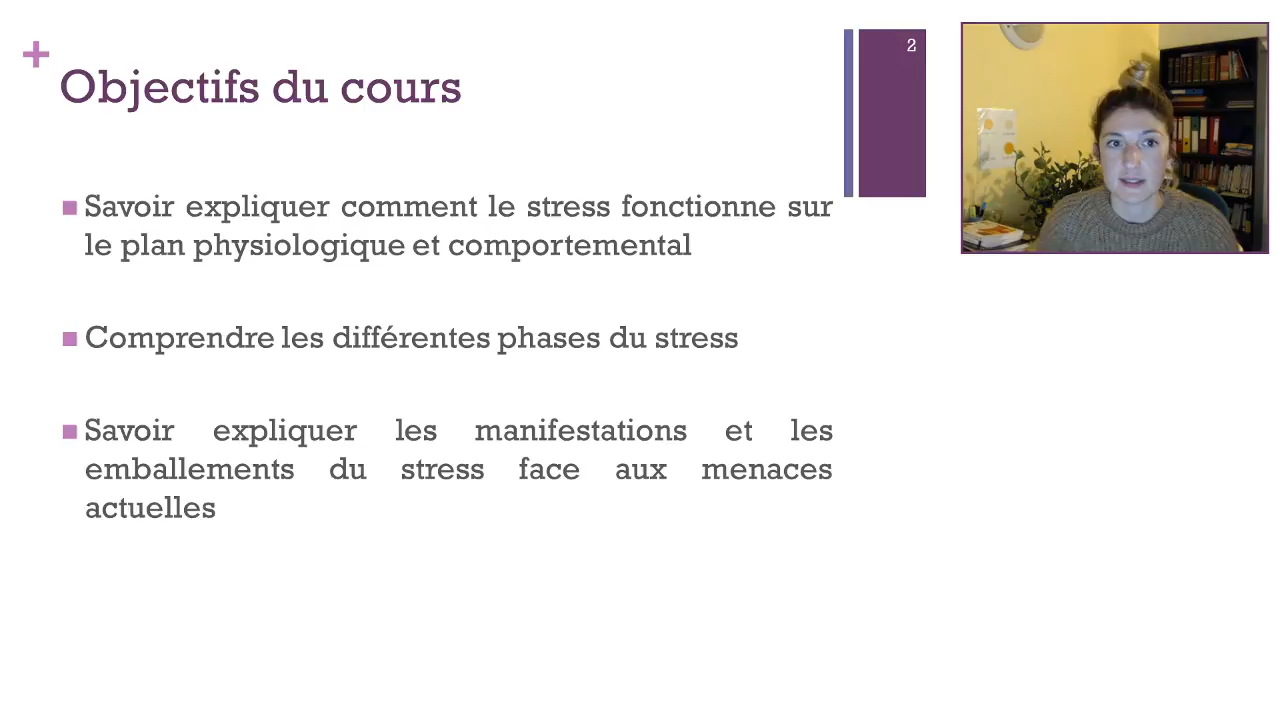 +
Objectifs du cours
2
Savoir expliquer comment le stress fonctionne sur
le plan physiologique et comportemental
Comprendre les différentes phases du stress
Savoir expliquer les manifestations et les
emballements du stress face aux menaces
actuelles